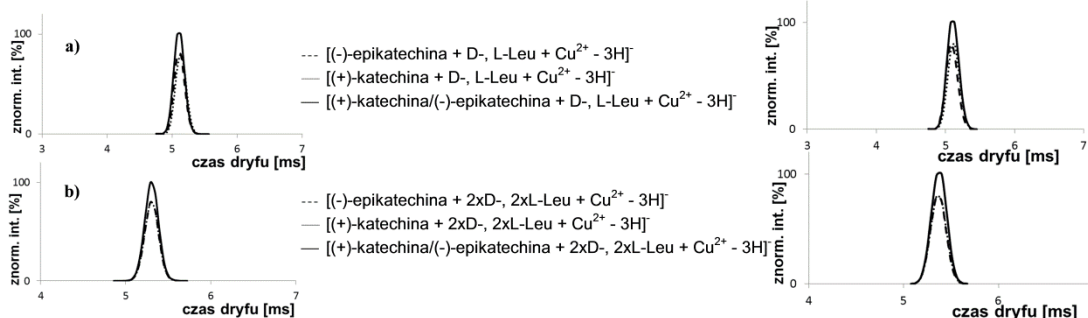 znorm. int. [%]
100
0
a)
3 4 5 6 7
czas dryfu [ms]
[(-)-epikatechina + D-, L-Leu + Cu²⁺ - 3H]⁻
[(+)-katechina + D-, L-Leu + Cu²⁺ - 3H]⁻
[(+)-katechina/(-)-epikatechina + D-, L-Leu + Cu²⁺ - 3H]⁻
znorm. int. [%]
100
0
3 4 5 6 7
czas dryfu [ms]
znorm. int. [%]
100
0
b)
4 5 6 7
czas dryfu [ms]
[(-)-epikatechina + 2xD-, 2xL-Leu + Cu²⁺ - 3H]⁻
[(+)-katechina + 2xD-, 2xL-Leu + Cu²⁺ - 3H]⁻
[(+)-katechina/(-)-epikatechina + 2xD-, 2xL-Leu + Cu²⁺ - 3H]⁻
znorm. int. [%]
100
0
4 5 6 7
czas dryfu [ms]